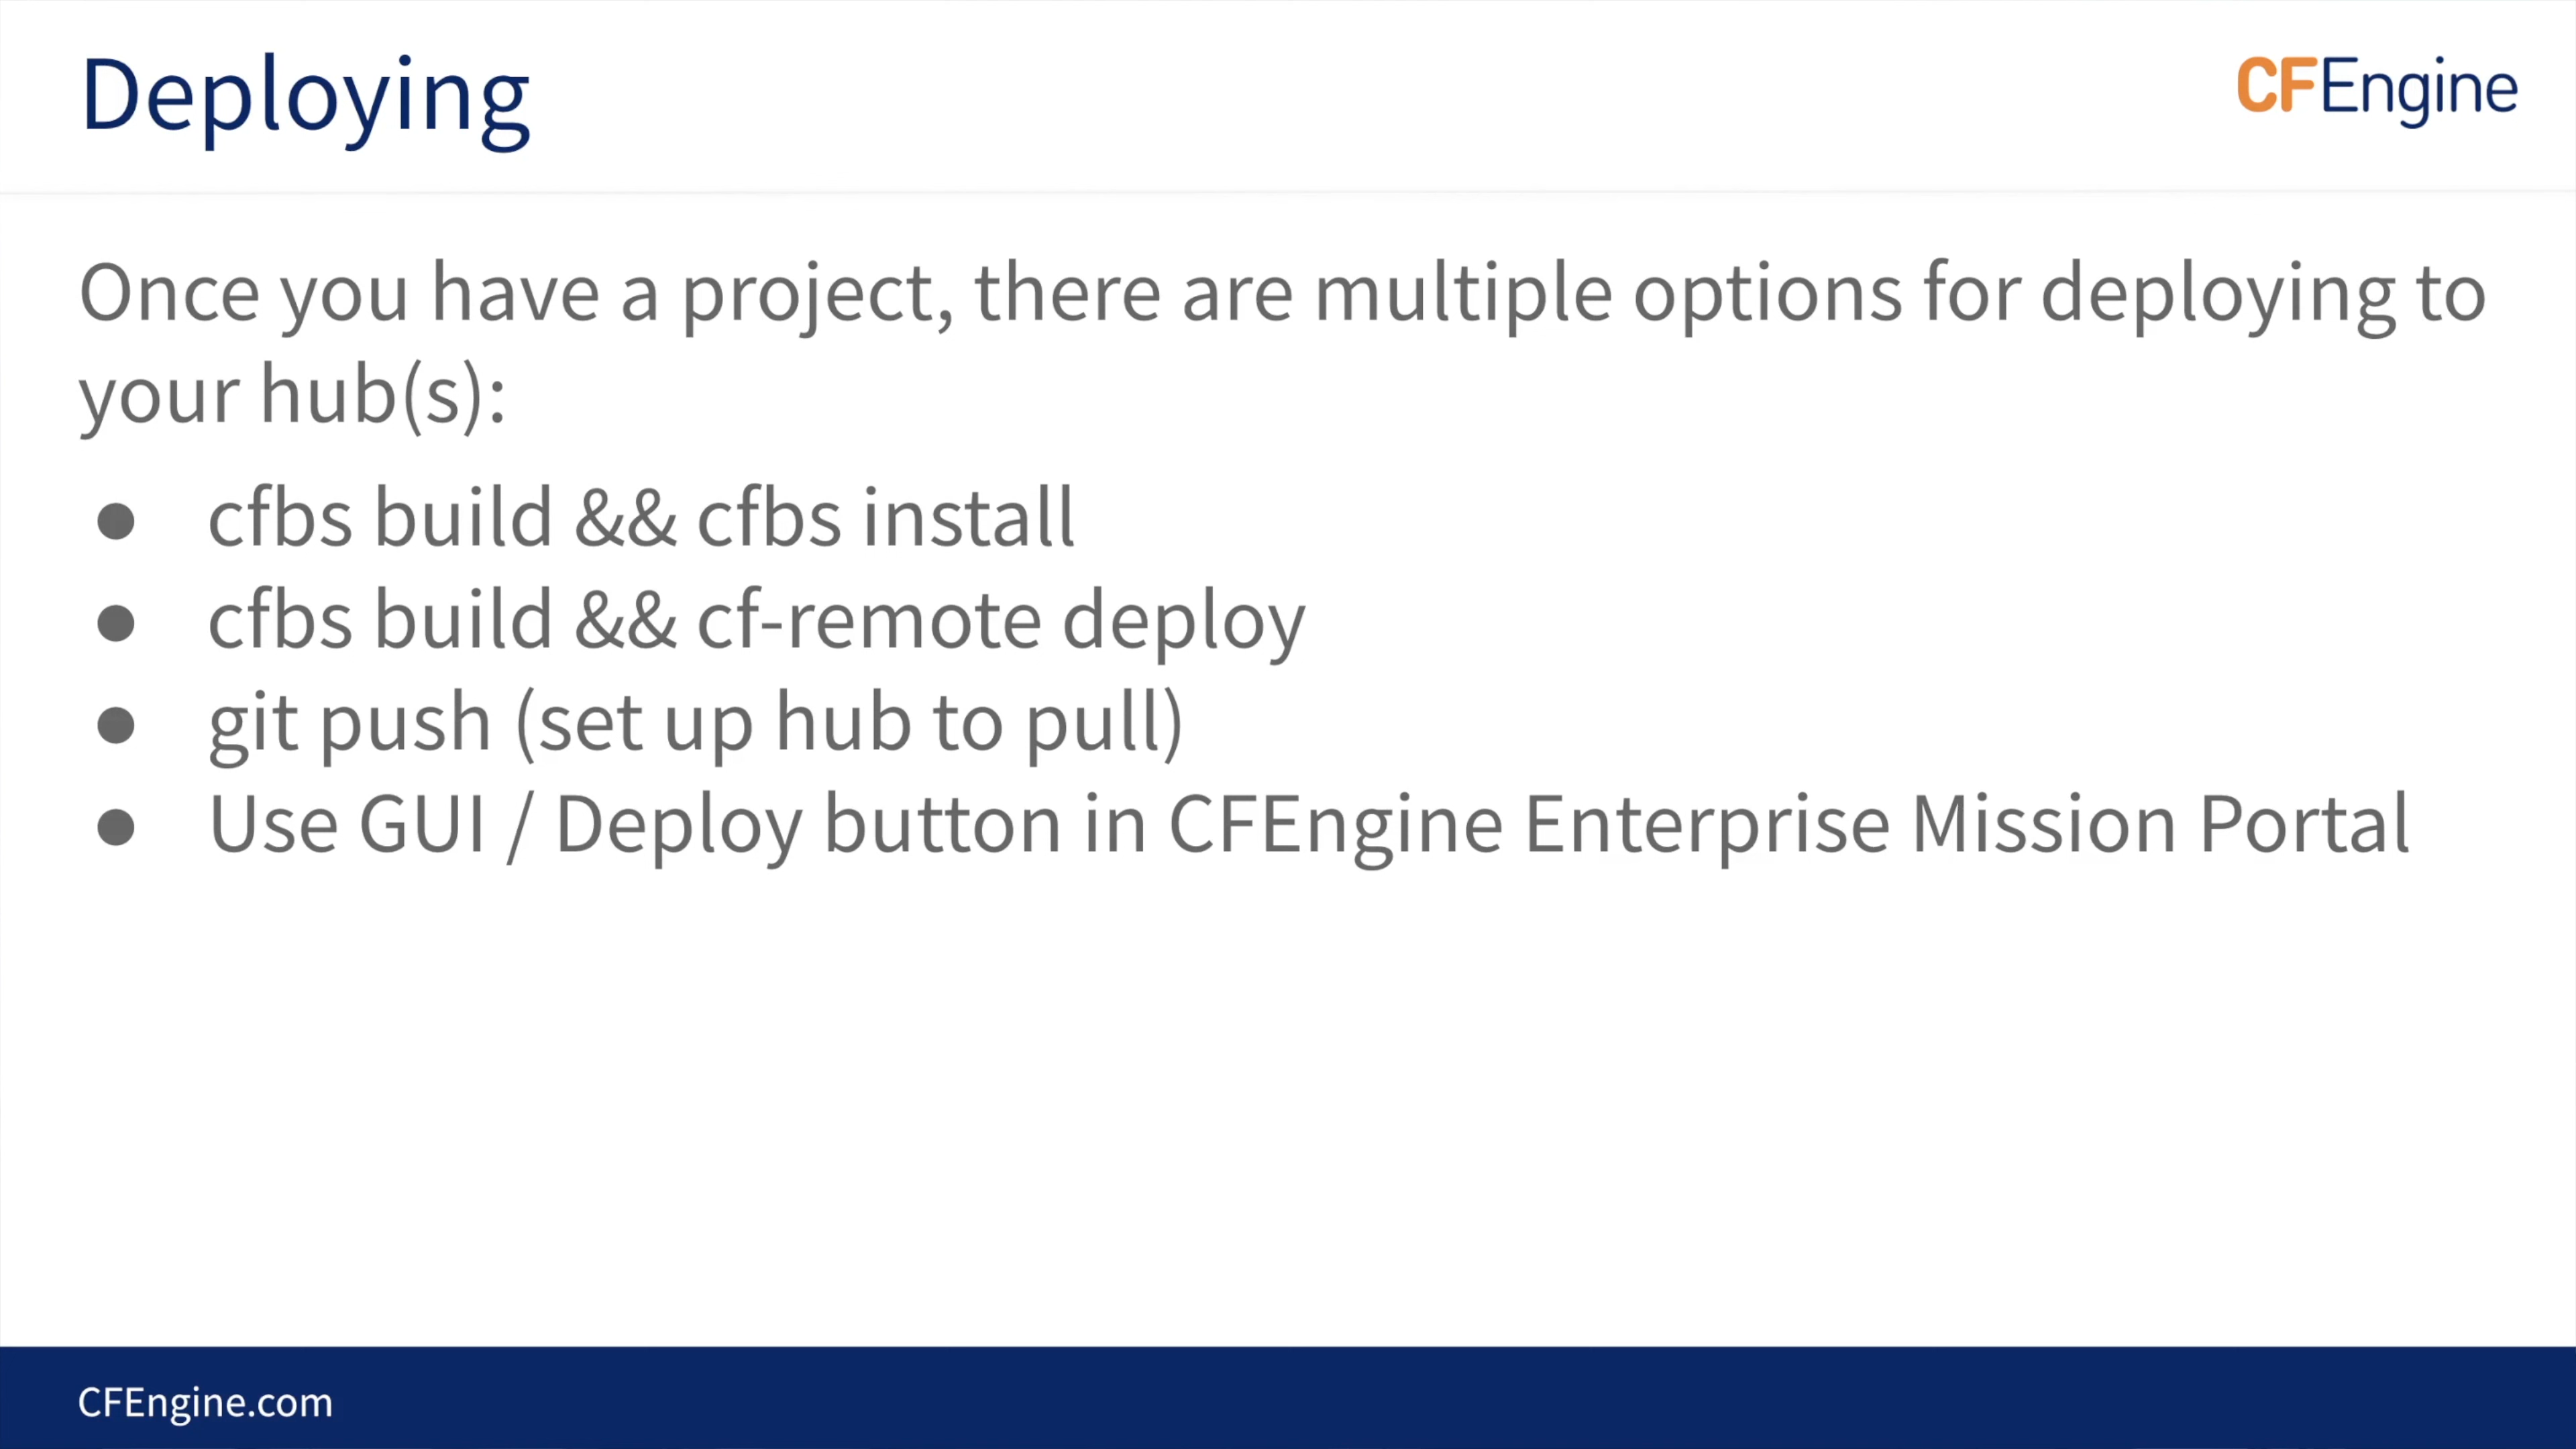 Deploying
CFEngine
Once you have a project, there are multiple options for deploying to
your hub(s):
● cfbs build && cfbs install
● cfbs build && cf-remote deploy
● git push (set up hub to pull)
● Use GUI / Deploy button in CFEngine Enterprise Mission Portal
CFEngine.com